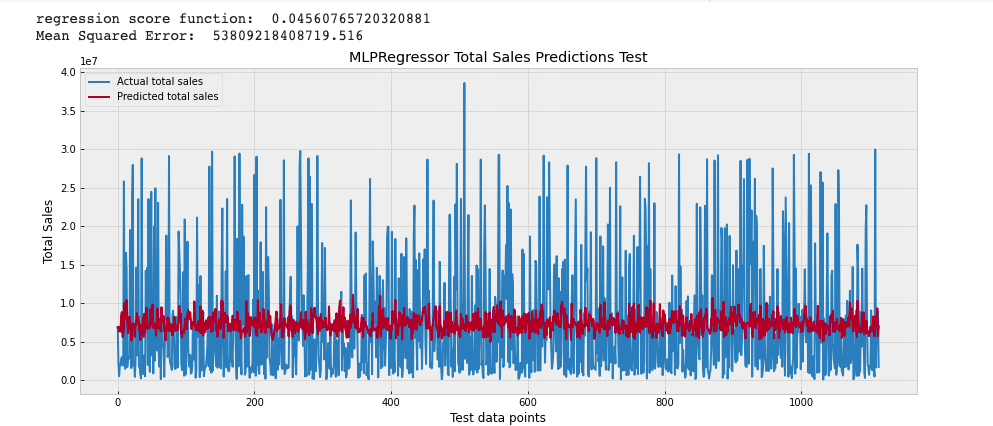 regression score function:  0.04560765720320881
Mean Squared Error:  53809218408719.516
MLPRegressor Total Sales Predictions Test
1e7
Actual total sales
Predicted total sales
4.0
3.5
3.0
2.5
2.0
1.5
1.0
0.5
0.0
Total Sales
0 200 400 600 800 1000
Test data points